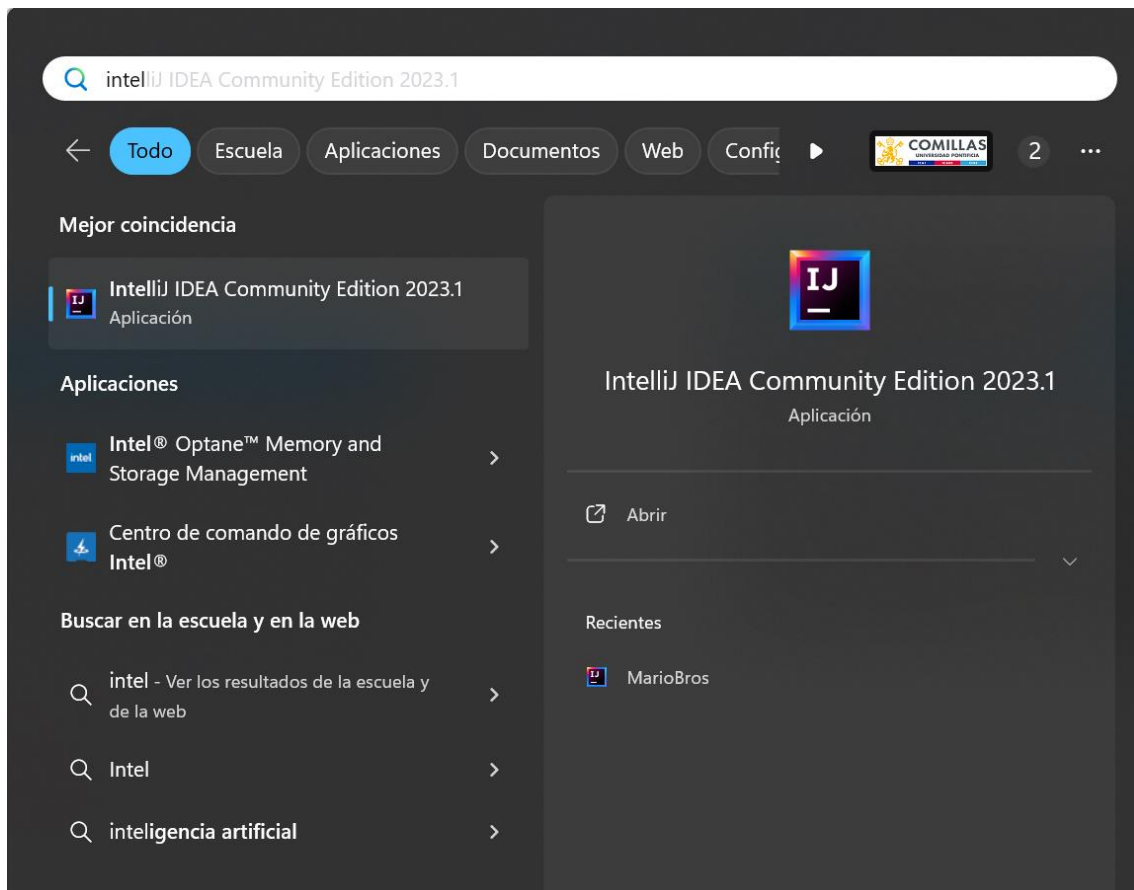 intelliJ IDEA Community Edition 2023.1
Todo
Escuela
Aplicaciones
Documentos
Web
Config
COMILLAS
UNIVERSIDAD PONTIFICIA
2
Mejor coincidencia
IntelliJ IDEA Community Edition 2023.1
Aplicación
Aplicaciones
Intel® Optane™ Memory and
Storage Management
Centro de comando de gráficos
Intel®
Buscar en la escuela y en la web
intel - Ver los resultados de la escuela y
de la web
Intel
inteligencia artificial
IJ
IntelliJ IDEA Community Edition 2023.1
Aplicación
Abrir
Recientes
MarioBros